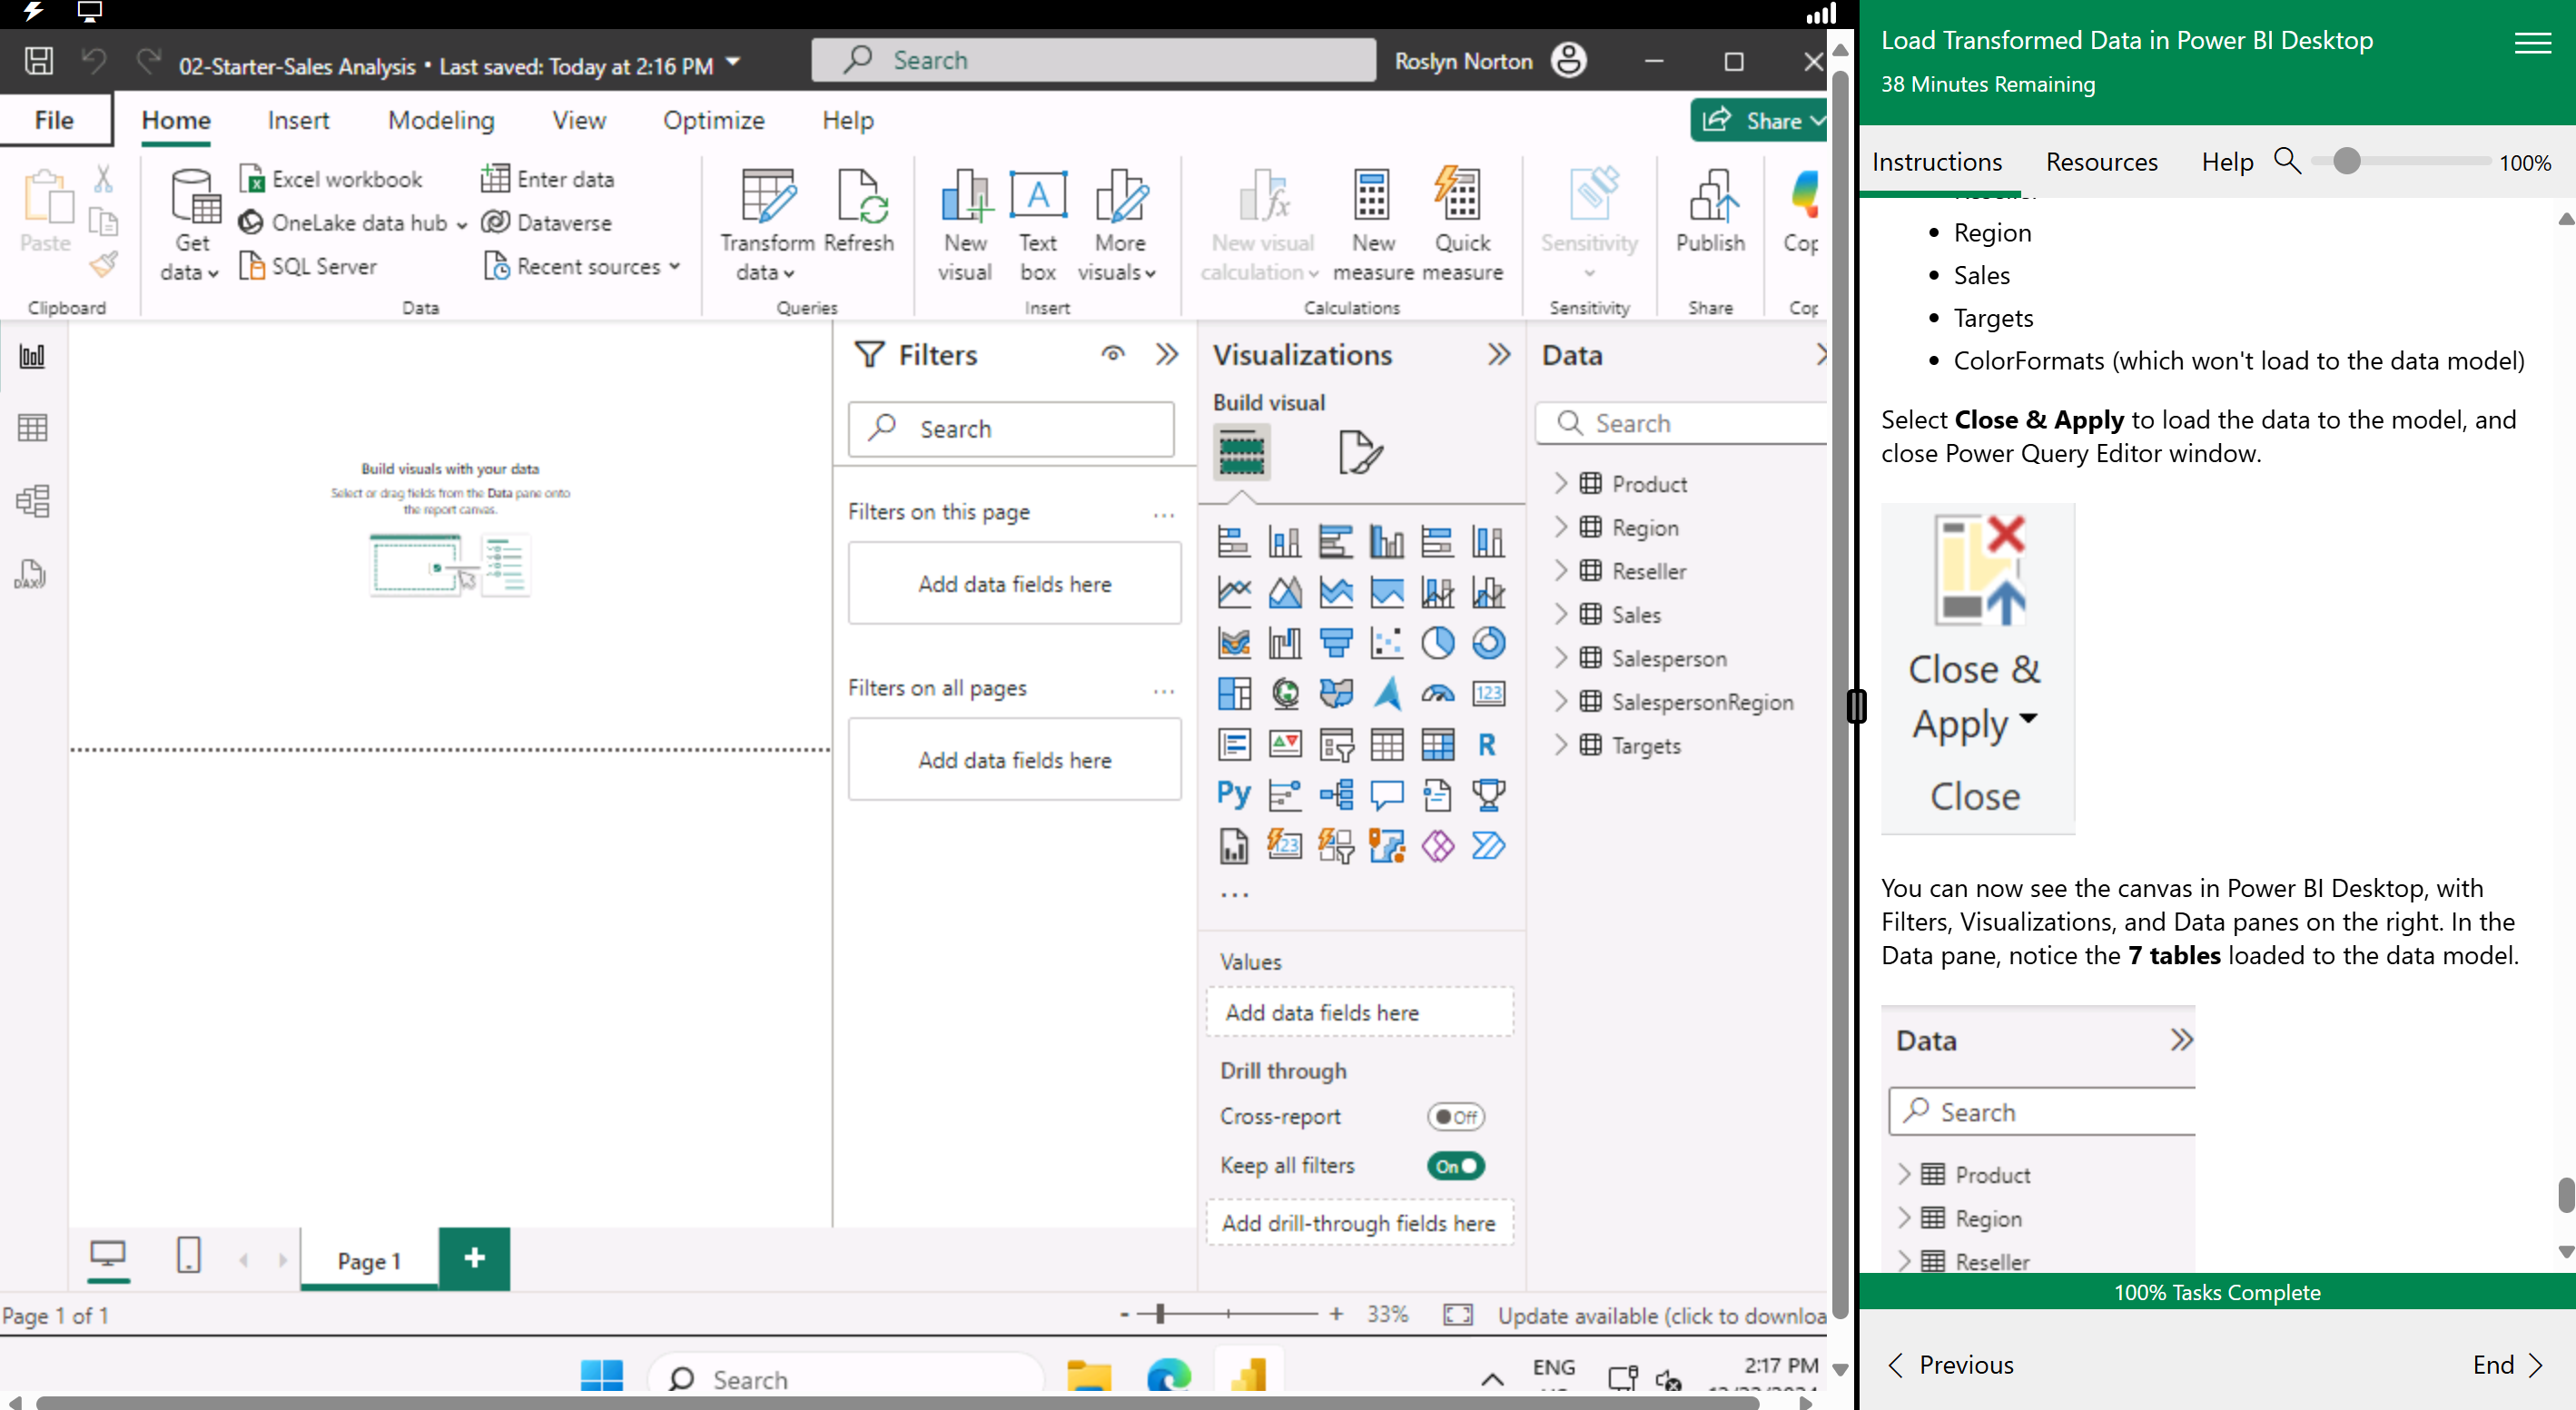 02-Starter-Sales Analysis • Last saved: Today at 2:16 PM
Search
Roslyn Norton
File
Home
Insert
Modeling
View
Optimize
Help
Share
Paste
Clipboard
Get data
Excel workbook
OneLake data hub
SQL Server
Enter data
Dataverse
Recent sources
Data
Transform data
Refresh
Queries
New visual
Text box
More visuals
Insert
New visual calculation
New measure
Quick measure
Calculations
Sensitivity
Sensitivity
Publish
Share
DAX
Build visuals with your data
Select or drag fields from the Data pane onto
the report canvas.
Filters
Search
Filters on this page
...
Add data fields here
Filters on all pages
...
Add data fields here
Visualizations
Build visual
123
R
Py
123
...
Values
Add data fields here
Drill through
Cross-report
Off
Keep all filters
On
Add drill-through fields here
Data
Search
Product
Region
Reseller
Sales
Salesperson
SalespersonRegion
Targets
Page 1
+
Page 1 of 1
- + 33%
Update available (click to downloa
Search
ENG
2:17 PM
Load Transformed Data in Power BI Desktop
38 Minutes Remaining
Instructions
Resources
Help
100%
• Region
• Sales
• Targets
• ColorFormats (which won't load to the data model)
Select Close & Apply to load the data to the model, and
close Power Query Editor window.
Close &
Apply
Close
You can now see the canvas in Power BI Desktop, with
Filters, Visualizations, and Data panes on the right. In the
Data pane, notice the 7 tables loaded to the data model.
Data
Search
Product
Region
Reseller
100% Tasks Complete
Previous
End